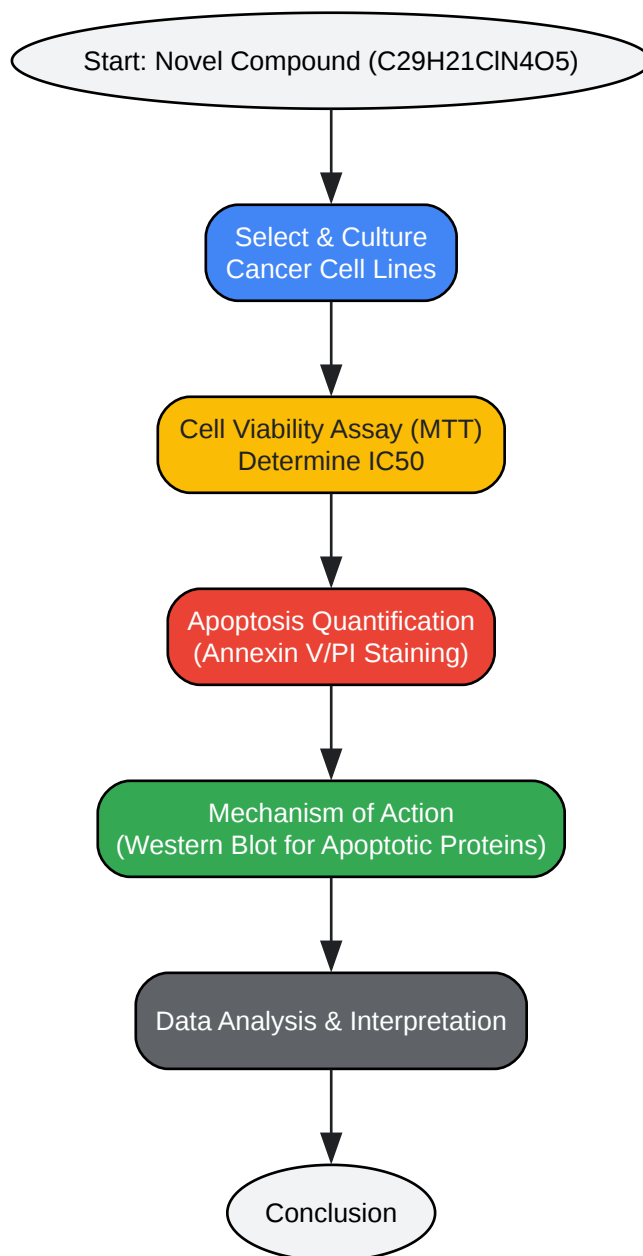 Start: Novel Compound (C29H21ClN4O5)
Select & Culture
Cancer Cell Lines
Cell Viability Assay (MTT)
Determine IC50
Apoptosis Quantification
(Annexin V/PI Staining)
Mechanism of Action
(Western Blot for Apoptotic Proteins)
Data Analysis & Interpretation
Conclusion